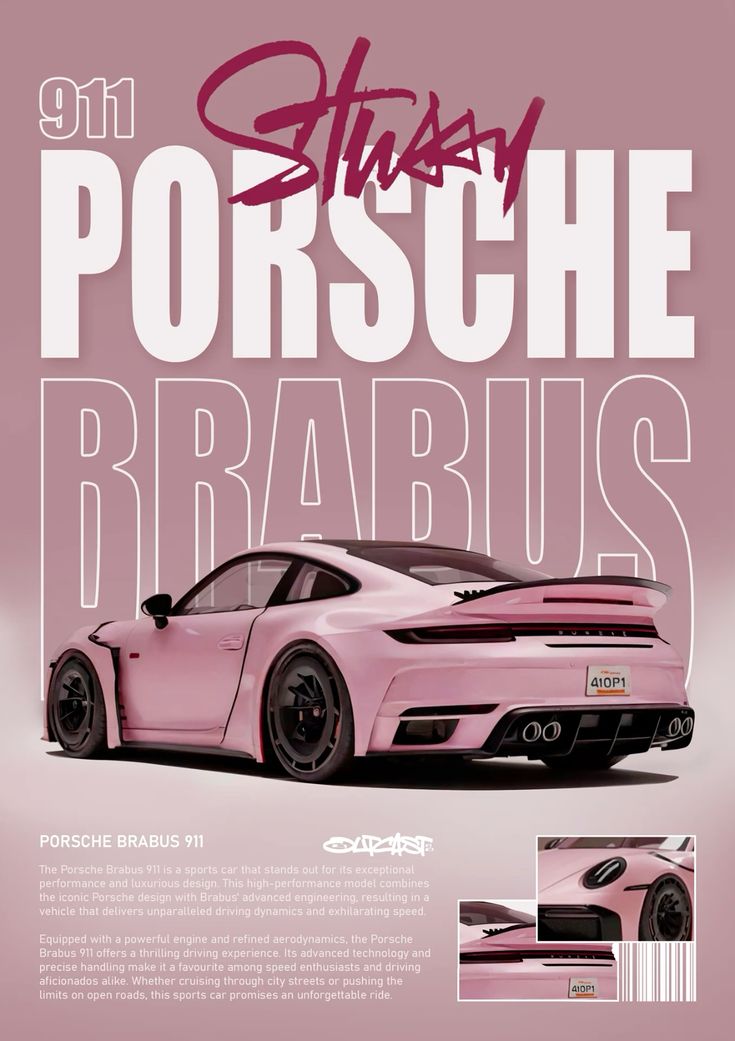 911
Stussy
PORSCHE
BRABUS
PORSCHE
410P1
PORSCHE BRABUS 911
OUTCAST
The Porsche Brabus 911 is a sports car that stands out for its exceptional
performance and luxurious design. This high-performance model combines
the iconic Porsche design with Brabus' advanced engineering, resulting in a
vehicle that delivers unparalleled driving dynamics and exhilarating speed.
Equipped with a powerful engine and refined aerodynamics, the Porsche
Brabus 911 offers a thrilling driving experience. Its advanced technology and
precise handling make it a favourite among speed enthusiasts and driving
aficionados alike. Whether cruising through city streets or pushing the
limits on open roads, this sports car promises an unforgettable ride.
410P1